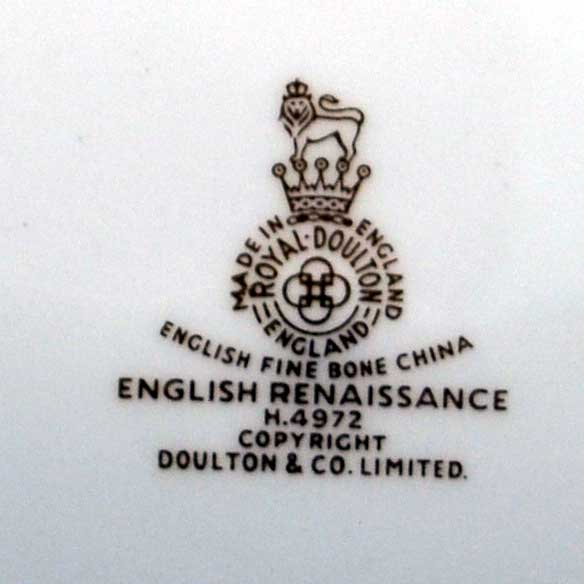 MADE IN ENGLAND
ROYAL·DOULTON
ENGLAND
ENGLISH FINE BONE CHINA
ENGLISH RENAISSANCE
H.4972
COPYRIGHT
DOULTON & CO. LIMITED.